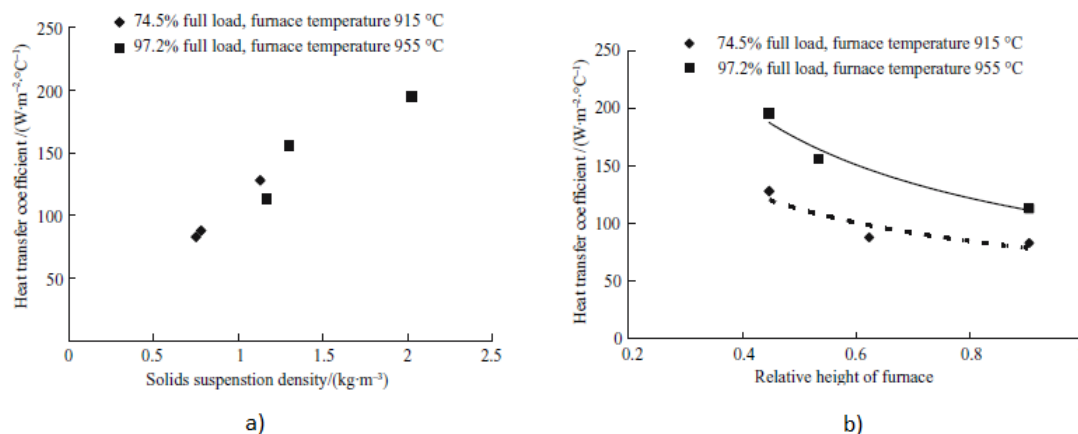 74.5% full load, furnace temperature 915 °C
97.2% full load, furnace temperature 955 °C
Heat transfer coefficient /(W·m⁻²·°C⁻¹)
250
200
150
100
50
0
0.5
1
1.5
2
2.5
Solids suspenstion density/(kg·m⁻³)
a)
74.5% full load, furnace temperature 915 °C
97.2% full load, furnace temperature 955 °C
Heat transfer coefficient / (W·m⁻²·°C⁻¹)
250
200
150
100
50
0
0.2
0.4
0.6
0.8
Relative height of furnace
b)